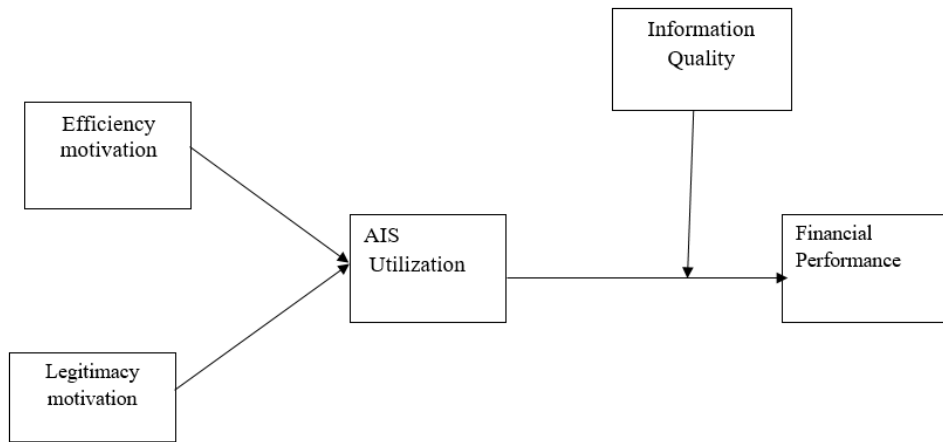 Information
Quality
Efficiency
motivation
AIS
Utilization
Financial
Performance
Legitimacy
motivation